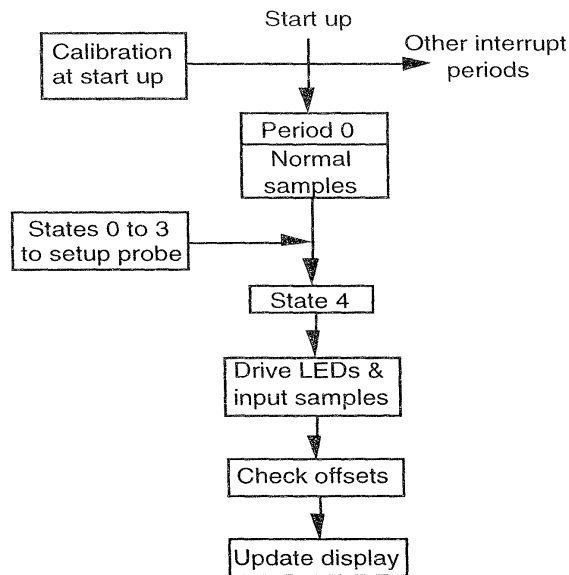 Start up
Calibration
at start up
Other interrupt
periods
Period 0
Normal
samples
States 0 to 3
to setup probe
State 4
Drive LEDs &
input samples
Check offsets
Update display